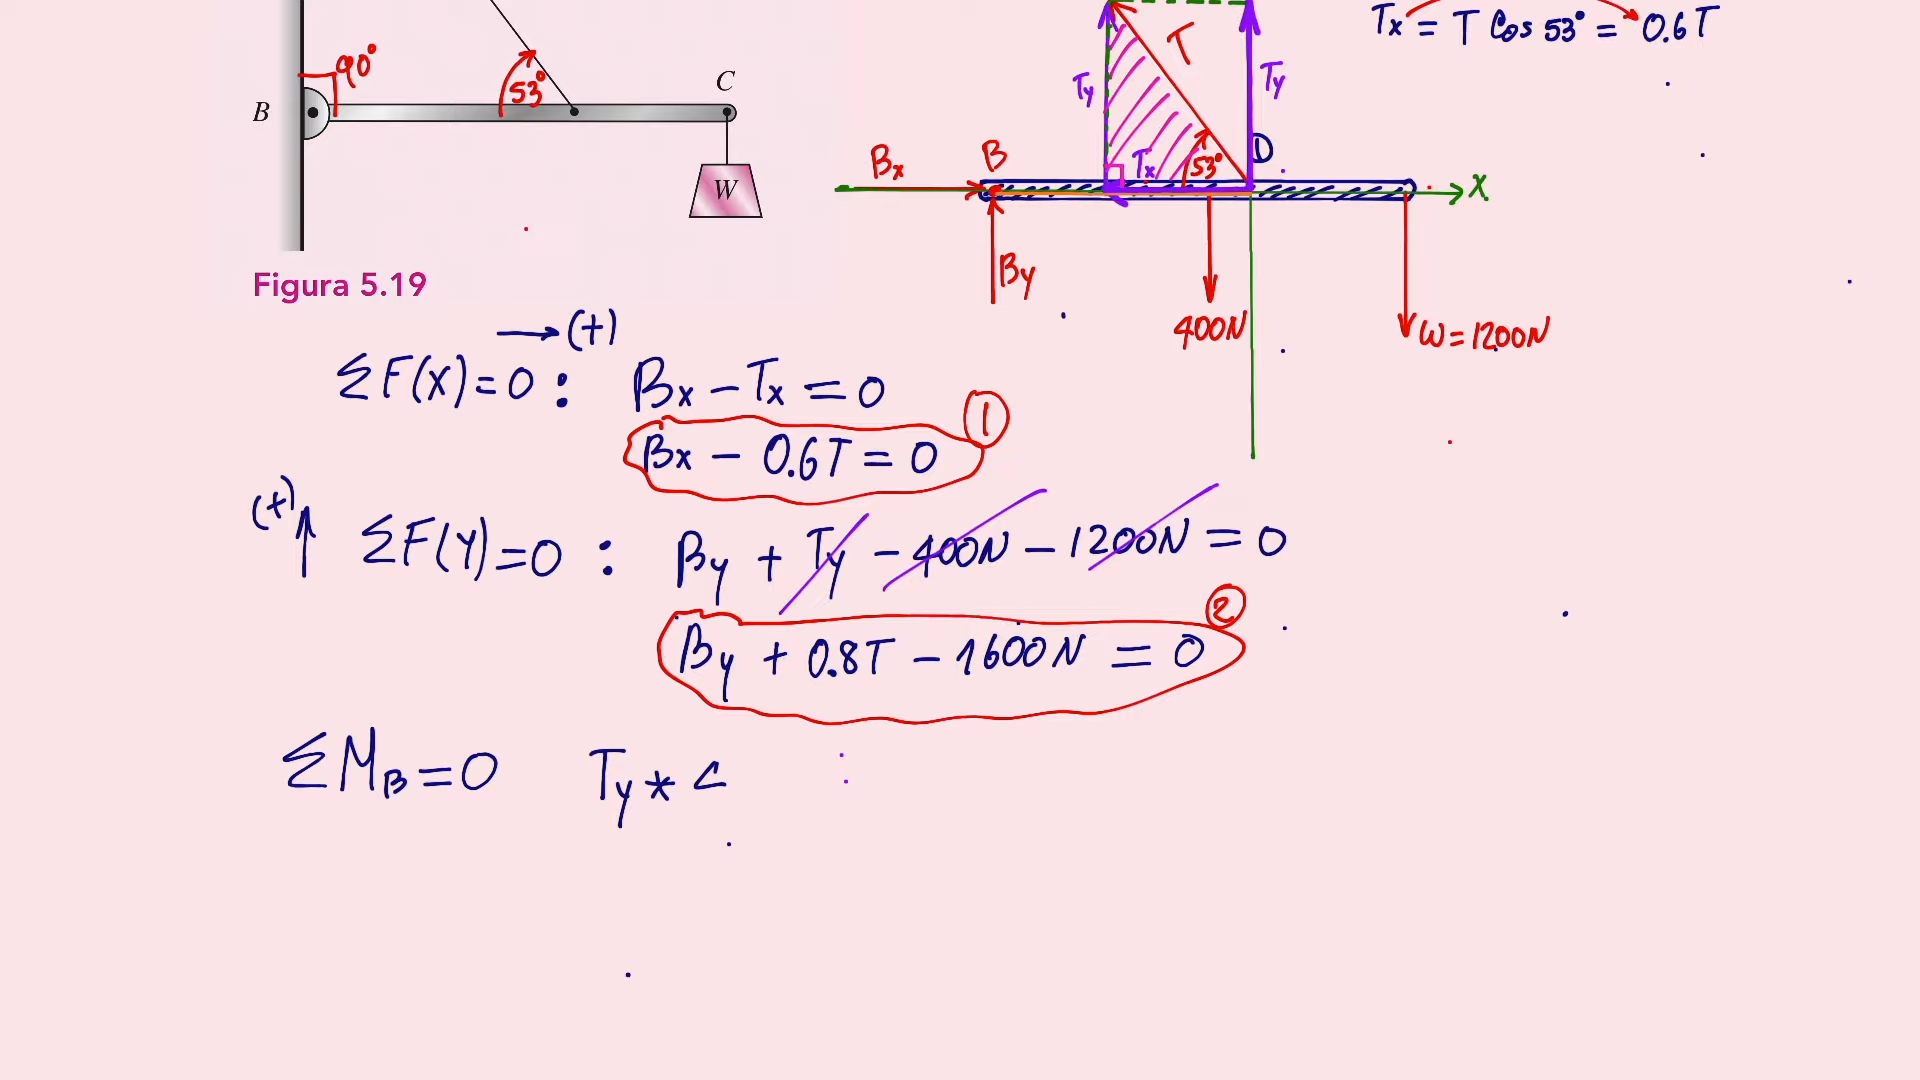 Tx = T Cos 53° = 0.6 T
90°
53°
B
C
W
T
Ty
Ty
D
Tx
53°
Bx
B
X
By
400N
W = 1200N
Figura 5.19
(+)
ΣF(X) = 0 : Bx − Tx = 0
1
Bx − 0.6T = 0
(+)
ΣF(Y) = 0 : By + Ty − 400N − 1200N = 0
2
By + 0.8T − 1600N = 0
ΣMB = 0 Ty *